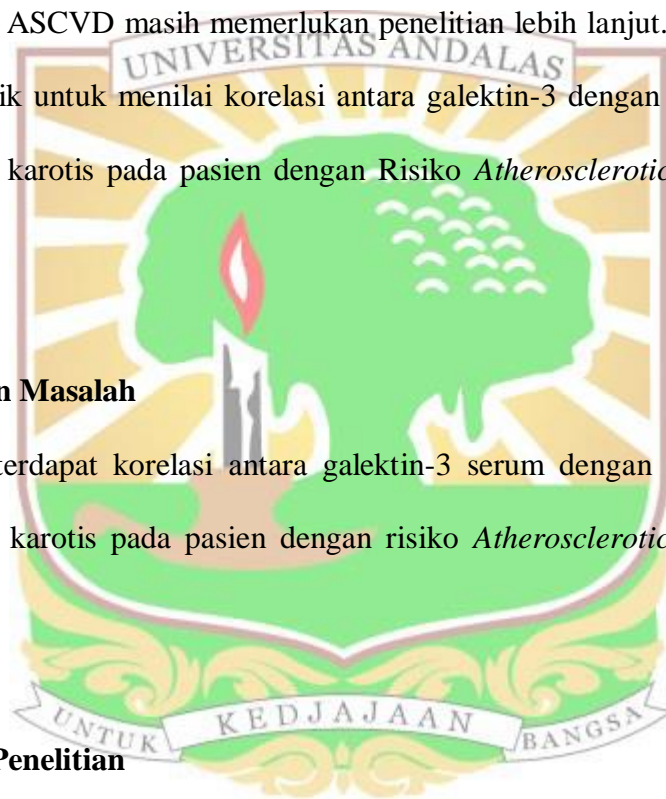 ASCVD masih memerlukan penelitian lebih lanjut.
UNIVERSITAS ANDALAS
ik untuk menilai korelasi antara galektin-3 dengan
karotis pada pasien dengan Risiko Atherosclerotic
n Masalah
terdapat korelasi antara galektin-3 serum dengan
karotis pada pasien dengan risiko Atherosclerotic
UNTUK KEDJAJAAN BANGSA
Penelitian